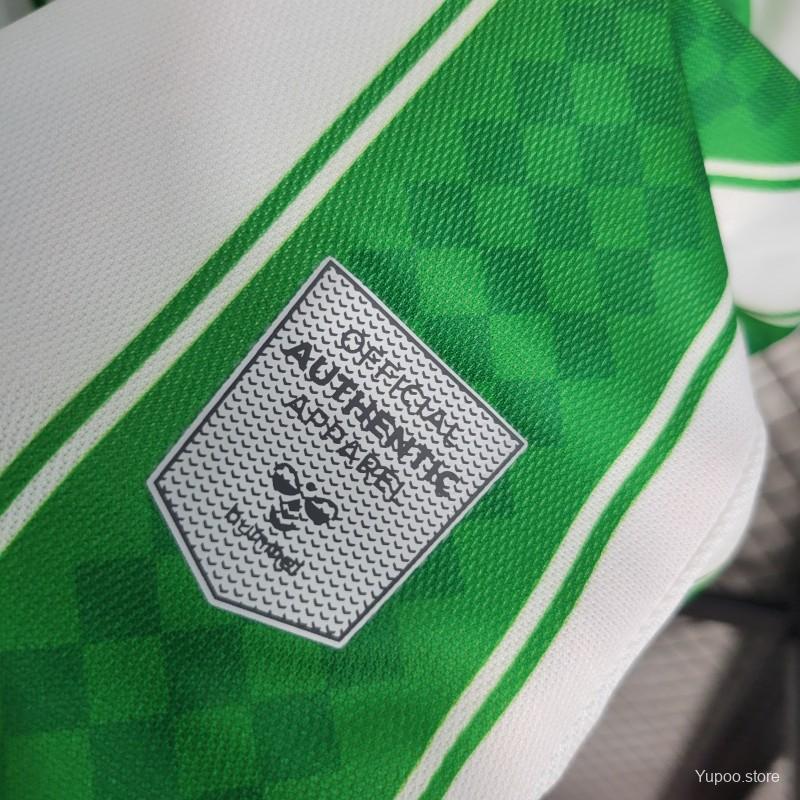 OFFICIAL
AUTHENTIC
APPAREL
hummel
Yupoo.store